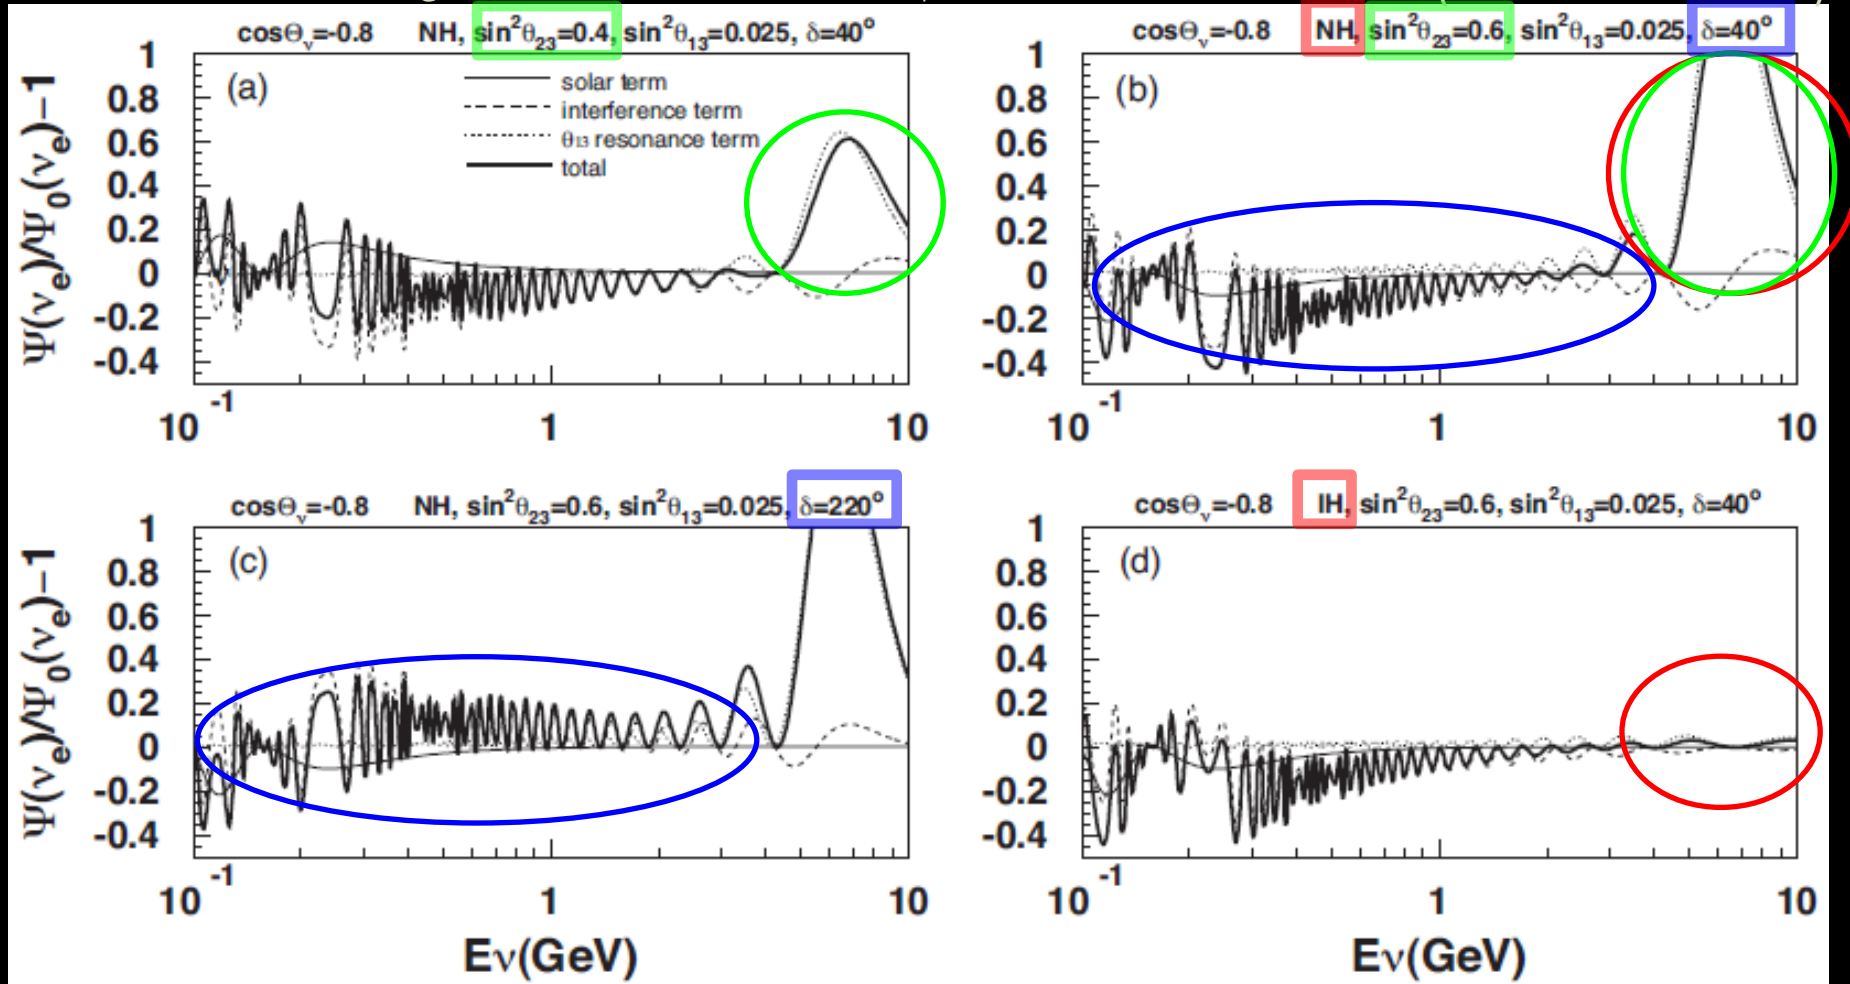 cosΘν=-0.8 NH, sin²θ₂₃=0.4, sin²θ₁₃=0.025, δ=40°
(a)
solar term
interference term
θ₁₃ resonance term
total
Ψ(νe)/Ψ₀(νe)−1
1
0.8
0.6
0.4
0.2
0
-0.2
-0.4
10⁻¹ 1 10
cosΘν=-0.8 NH, sin²θ₂₃=0.6, sin²θ₁₃=0.025, δ=40°
(b)
1
0.8
0.6
0.4
0.2
0
-0.2
-0.4
10⁻¹ 1 10
cosΘν=-0.8 NH, sin²θ₂₃=0.6, sin²θ₁₃=0.025, δ=220°
(c)
Ψ(νe)/Ψ₀(νe)−1
1
0.8
0.6
0.4
0.2
0
-0.2
-0.4
10⁻¹ 1 10
Eν(GeV)
cosΘν=-0.8 IH, sin²θ₂₃=0.6, sin²θ₁₃=0.025, δ=40°
(d)
1
0.8
0.6
0.4
0.2
0
-0.2
-0.4
10⁻¹ 1 10
Eν(GeV)